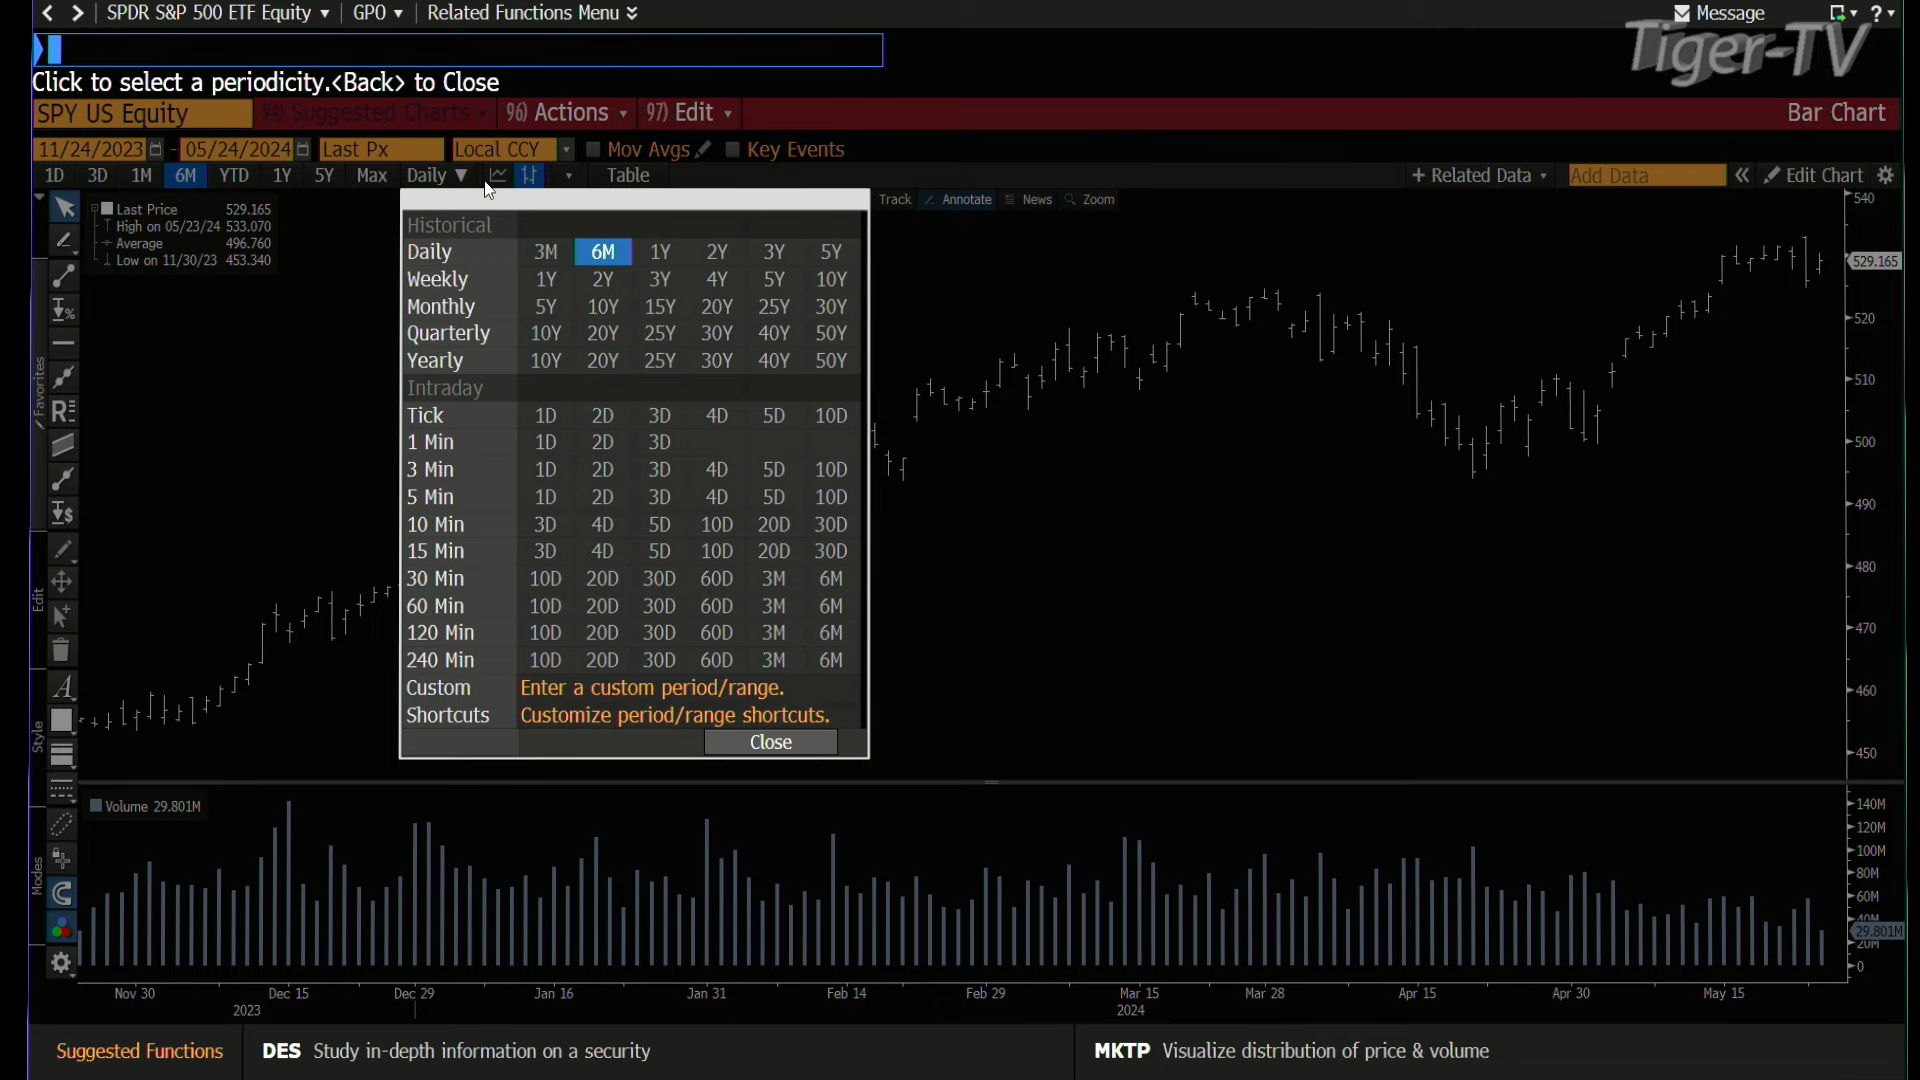 SPDR S&P 500 ETF Equity GPO Related Functions Menu Message ?
Tiger-TV
Click to select a periodicity.<Back> to Close
SPY US Equity 94) Suggested Charts 96) Actions 97) Edit Bar Chart
11/24/2023 - 05/24/2024 Last Px Local CCY Mov Avgs Key Events
1D 3D 1M 6M YTD 1Y 5Y Max Daily ▼ Table + Related Data Add Data « Edit Chart
Track Annotate News Zoom
Last Price 529.165
High on 05/23/24 533.070
Average 496.760
Low on 11/30/23 453.340
Historical
Daily 3M 6M 1Y 2Y 3Y 5Y
Weekly 1Y 2Y 3Y 4Y 5Y 10Y
Monthly 5Y 10Y 15Y 20Y 25Y 30Y
Quarterly 10Y 20Y 25Y 30Y 40Y 50Y
Yearly 10Y 20Y 25Y 30Y 40Y 50Y
Intraday
Tick 1D 2D 3D 4D 5D 10D
1 Min 1D 2D 3D
3 Min 1D 2D 3D 4D 5D 10D
5 Min 1D 2D 3D 4D 5D 10D
10 Min 3D 4D 5D 10D 20D 30D
15 Min 3D 4D 5D 10D 20D 30D
30 Min 10D 20D 30D 60D 3M 6M
60 Min 10D 20D 30D 60D 3M 6M
120 Min 10D 20D 30D 60D 3M 6M
240 Min 10D 20D 30D 60D 3M 6M
Custom Enter a custom period/range.
Shortcuts Customize period/range shortcuts.
Close
Favorites
Edit
Style
Modes
540
529.165
520
510
500
490
480
470
460
450
Volume 29.801M
140M
120M
100M
80M
60M
40M
29.801M
20M
0
Nov 30 Dec 15 Dec 29 Jan 16 Jan 31 Feb 14 Feb 29 Mar 15 Mar 28 Apr 15 Apr 30 May 15
2023 2024
Suggested Functions DES Study in-depth information on a security MKTP Visualize distribution of price & volume